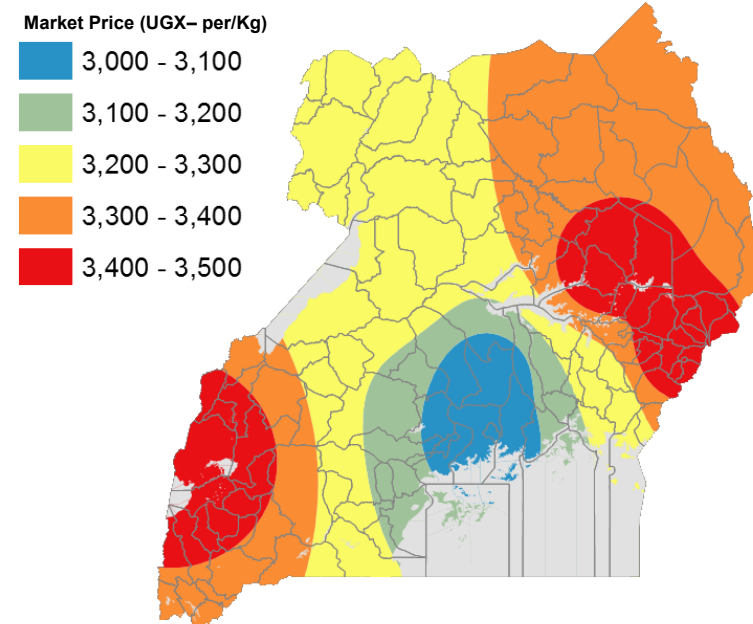 Market Price (UGX– per/Kg)
3,000 - 3,100
3,100 - 3,200
3,200 - 3,300
3,300 - 3,400
3,400 - 3,500